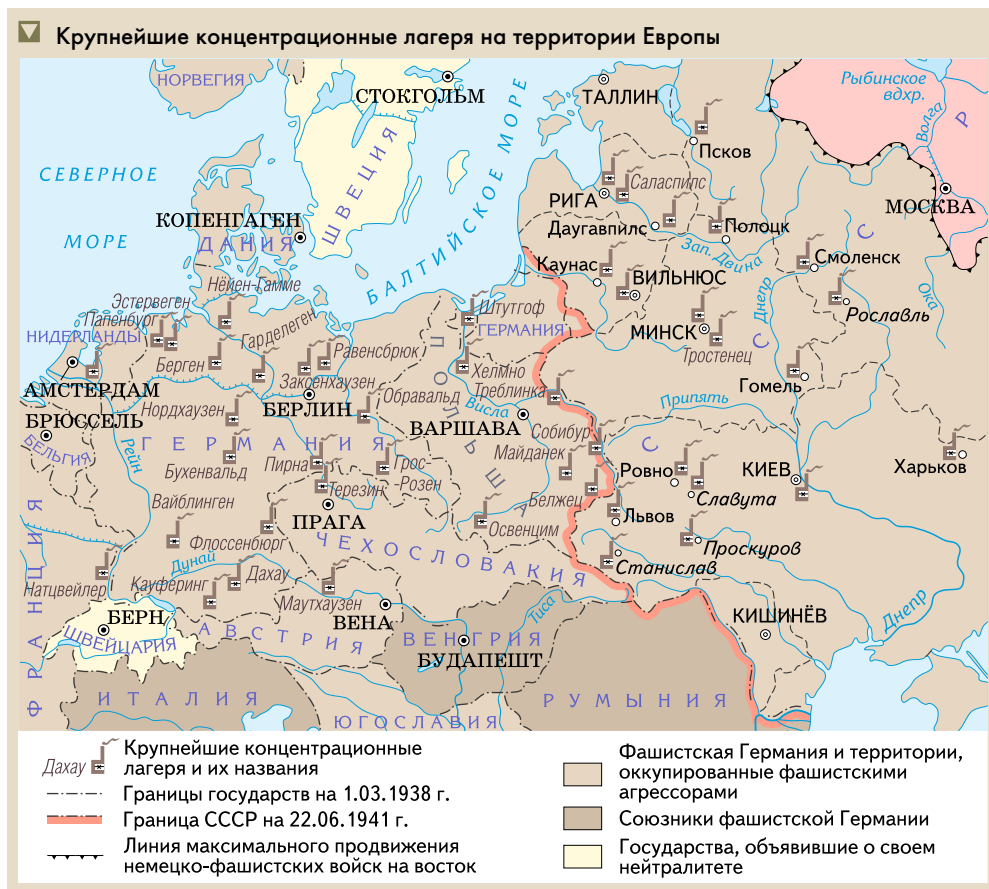 Крупнейшие концентрационные лагеря на территории Европы
НОРВЕГИЯ
СТОКГОЛЬМ
ШВЕЦИЯ
ТАЛЛИН
Рыбинское
вдхр.
Волга
Р
Псков
СЕВЕРНОЕ
МОРЕ
БАЛТИЙСКОЕ МОРЕ
Саласпилс
РИГА
МОСКВА
КОПЕНГАГЕН
ДАНИЯ
Даугавпилс
Полоцк
Зап. Двина
С
Смоленск
Каунас
ВИЛЬНЮС
Днепр
Ока
Рославль
Нёйен-Гамме
Эстервеген
Папенбург
НИДЕРЛАНДЫ
Гарделеген
Штутгоф
ГЕРМАНИЯ
МИНСК
Тростенец
С
Берген
Равенсбрюк
Заксенхаузен
Хелмно
Треблинка
Гомель
АМСТЕРДАМ
БРЮССЕЛЬ
БЕЛЬГИЯ
Нордхаузен
БЕРЛИН
Обравальд
Висла
ВАРШАВА
ПОЛЬША
Припять
Рейн
ГЕРМАНИЯ
Собибур
Майданек
С
Бухенвальд
Пирна
Грос-
-Розен
Ровно
КИЕВ
Харьков
Славута
Терезин
Белжец
Вайблинген
ПРАГА
Освенцим
Львов
Флоссенбюрг
ЧЕХОСЛОВАКИЯ
Проскуров
Станислав
Дунай
Натцвейлер
Кауферинг
Дахау
Маутхаузен
Тиса
Днепр
ФРАНЦИЯ
БЕРН
ШВЕЙЦАРИЯ
АВСТРИЯ
ВЕНА
ВЕНГРИЯ
БУДАПЕШТ
КИШИНЁВ
ИТАЛИЯ
ЮГОСЛАВИЯ
РУМЫНИЯ
Дахау
Крупнейшие концентрационные
лагеря и их названия
Границы государств на 1.03.1938 г.
Граница СССР на 22.06.1941 г.
Линия максимального продвижения
немецко-фашистских войск на восток
Фашистская Германия и территории,
оккупированные фашистскими
агрессорами
Союзники фашистской Германии
Государства, объявившие о своем
нейтралитете